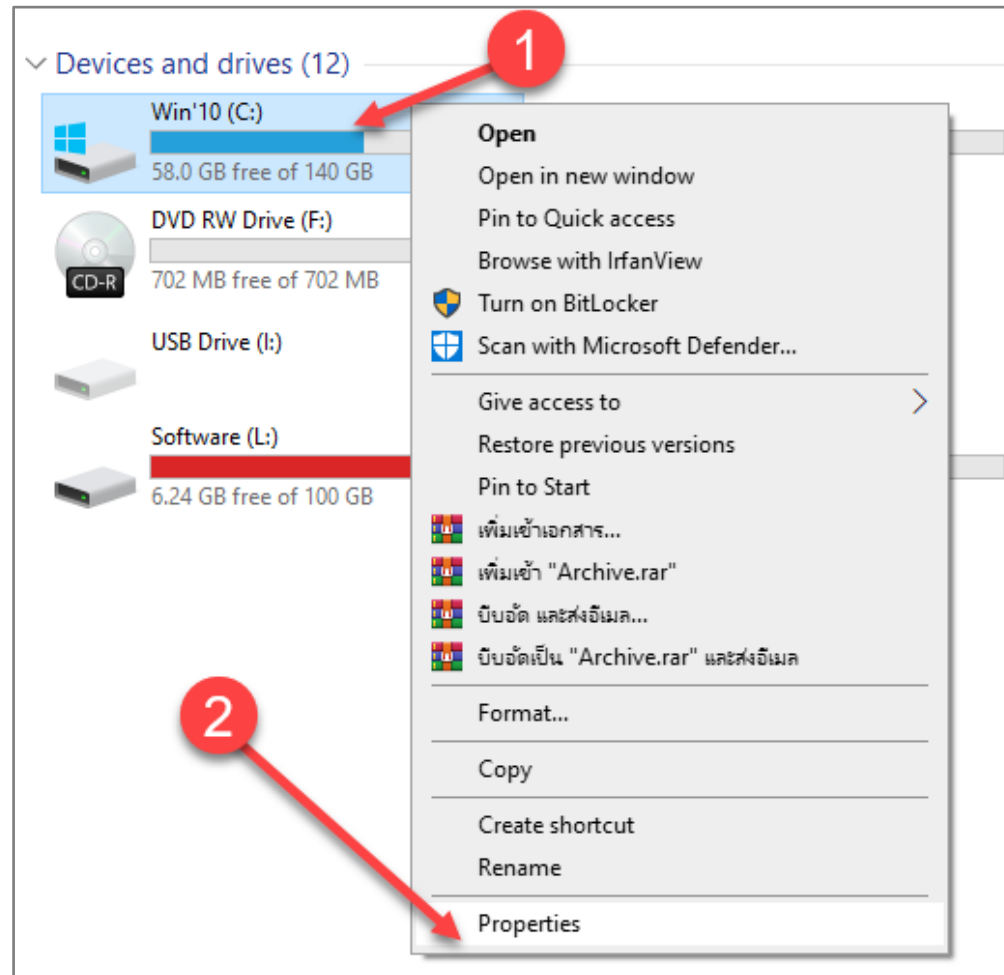 1
Devices and drives (12)
Win'10 (C:)
58.0 GB free of 140 GB
DVD RW Drive (F:)
CD-R
702 MB free of 702 MB
USB Drive (I:)
Software (L:)
6.24 GB free of 100 GB
Open
Open in new window
Pin to Quick access
Browse with IrfanView
Turn on BitLocker
Scan with Microsoft Defender...
Give access to
Restore previous versions
Pin to Start
เพิ่มเข้าเอกสาร...
เพิ่มเข้า "Archive.rar"
บีบอัด และส่งอีเมล...
บีบอัดเป็น "Archive.rar" และส่งอีเมล
2
Format...
Copy
Create shortcut
Rename
Properties